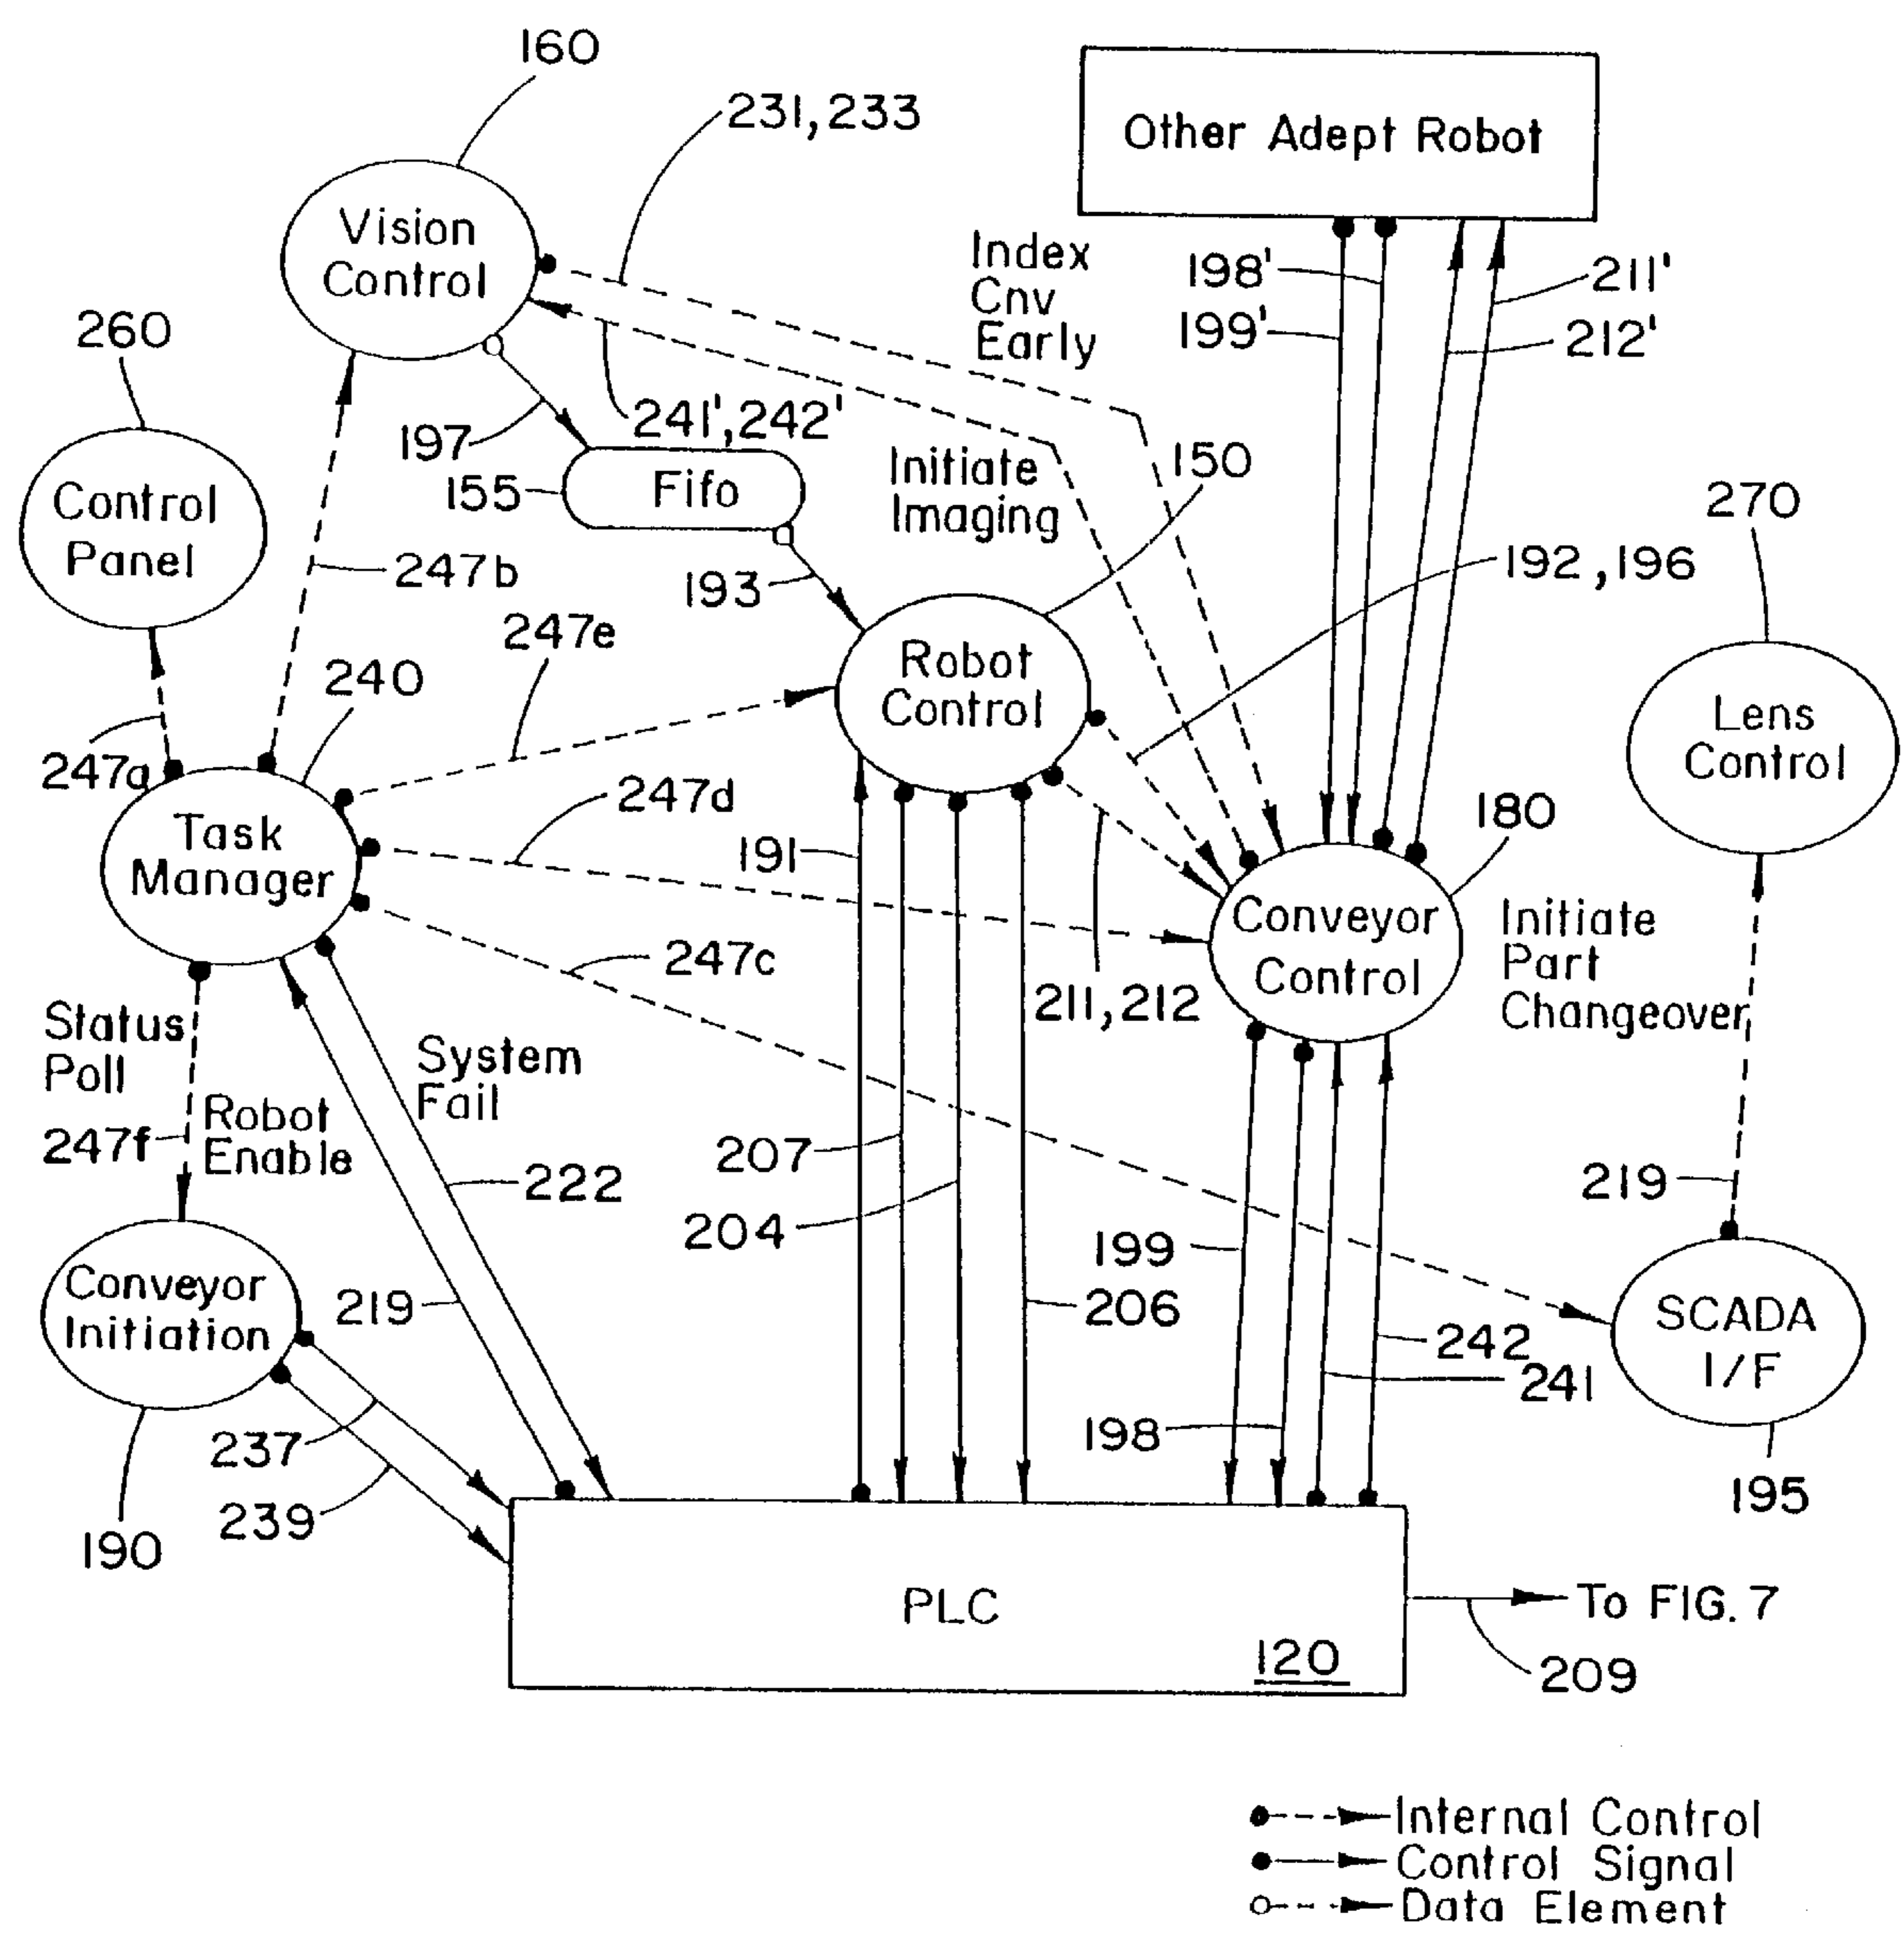 160
231,233
Other Adept Robot
Vision
Control
Index
Cnv
Early
198'
199'
211'
212'
260
197
241',242'
155
Fifo
Initiate
Imaging
150
270
Control
Panel
247b
193
192,196
247e
240
Robot
Control
Lens
Control
247a
247d
180
Task
Manager
191
247c
211,212
Conveyor
Control
Initiate
Part
Changeover
Status
Poll
System
Fail
247f
Robot
Enable
222
207
204
199
219
Conveyor
Initiation
219
206
242
241
SCADA
I/F
237
239
190
198
195
PLC
120
To FIG. 7
209
Internal Control
Control Signal
Data Element